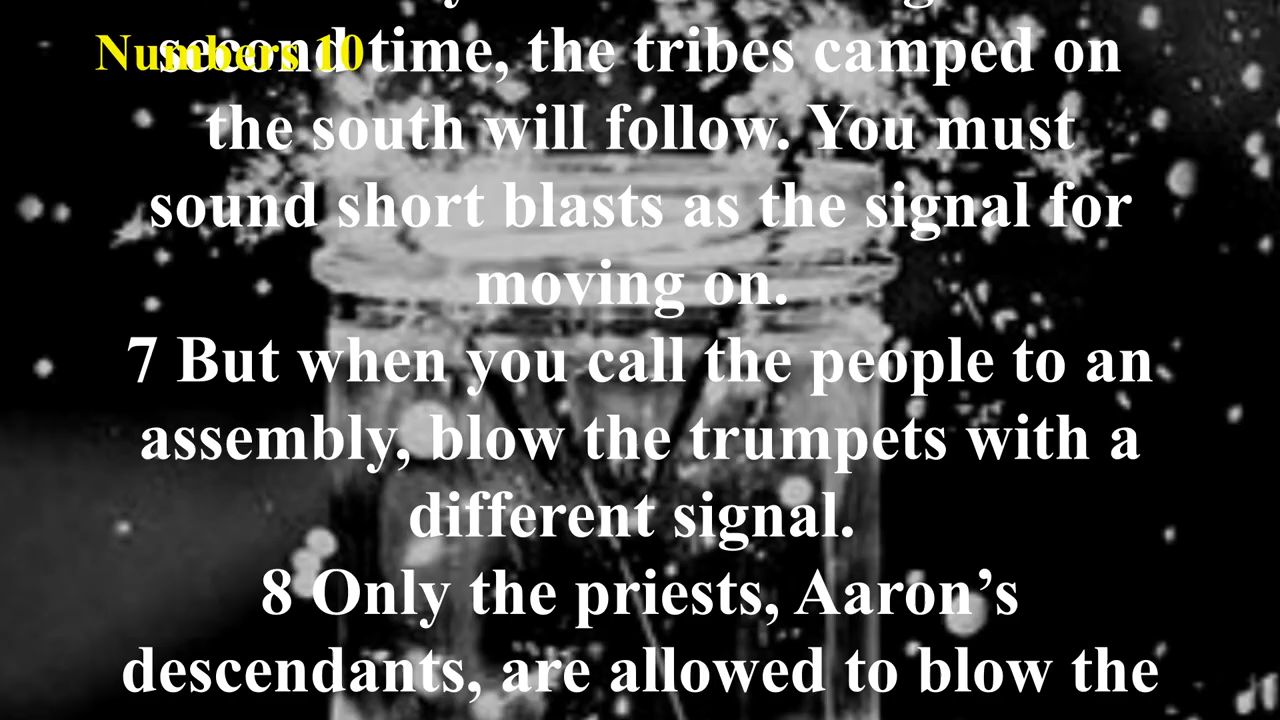 Numbers 10
second time, the tribes camped on
the south will follow. You must
sound short blasts as the signal for
moving on.
7 But when you call the people to an
assembly, blow the trumpets with a
different signal.
8 Only the priests, Aaron’s
descendants, are allowed to blow the